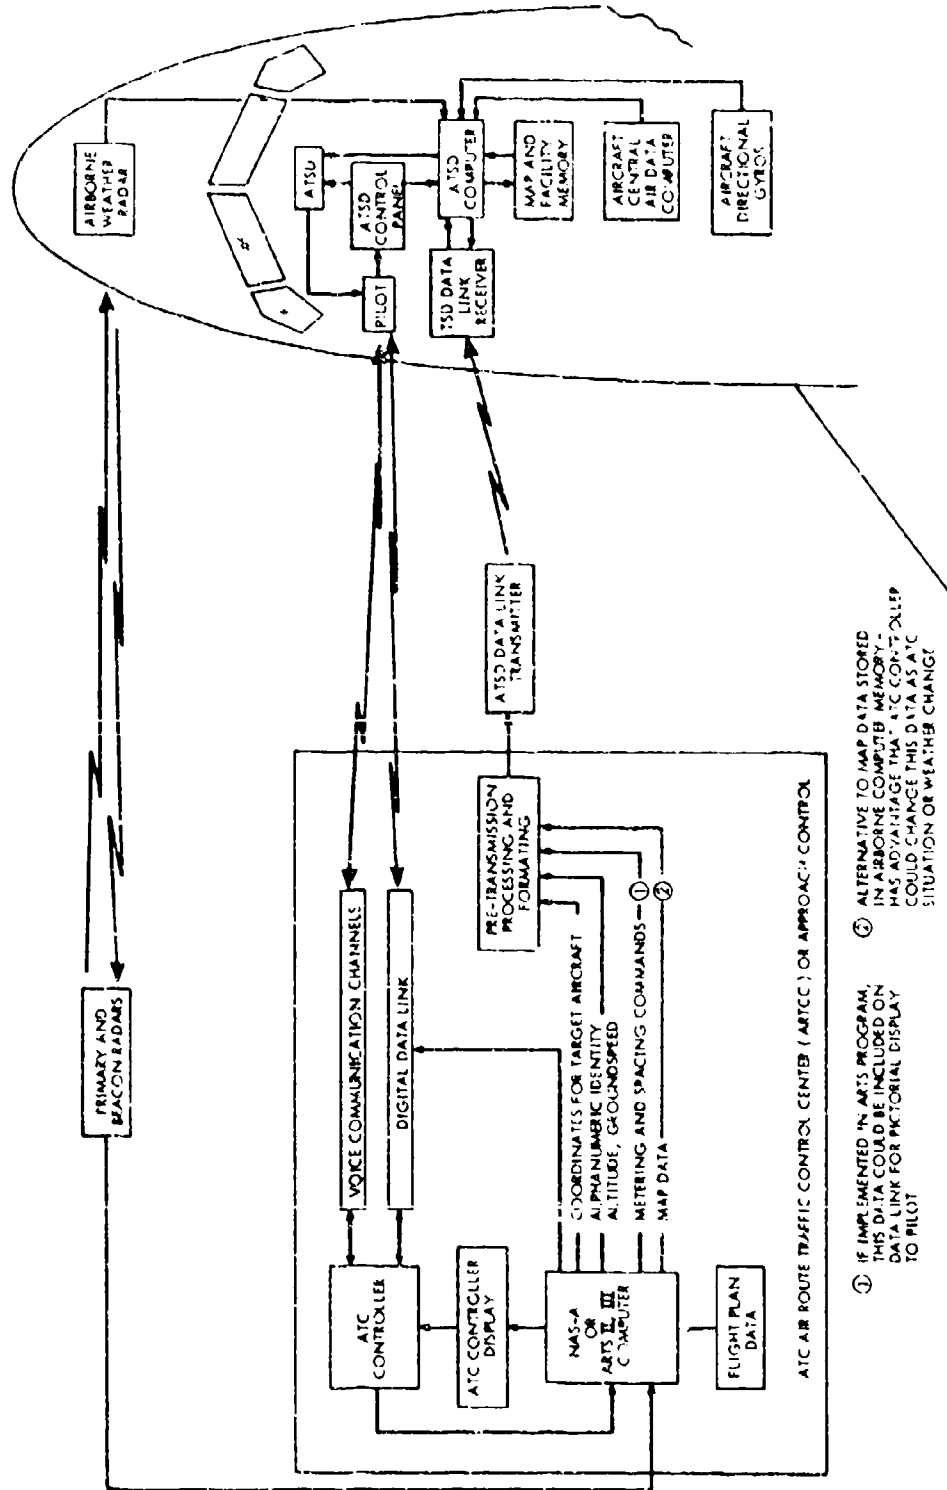 AIRBORNE
WEATHER
RADAR
ATSD
ATSD
CONTROL
PANEL
PILOT
ATSD
COMPUTER
TSD DATA
LINK
RECEIVER
MAP AND
FACILITY
MEMORY
AIRCRAFT
CENTRAL
AIR DATA
COMPUTER
AIRCRAFT
DIRECTIONAL
GYROS
PRIMARY AND
BEACON RADARS
ATSD DATA LINK
TRANSMITTER
VOICE COMMUNICATION CHANNELS
DIGITAL DATA LINK
PRE-TRANSMISSION
PROCESSING AND
FORMATING
ATC
CONTROLLER
ATC CONTROLLER
DISPLAY
NAS-A
OR
ARTS II, III
COMPUTER
FLIGHT PLAN
DATA
COORDINATES FOR TARGET AIRCRAFT
ALPHANUMERIC IDENTITY
ALTITUDE, GROUNDSPEED
METERING AND SPACING COMMANDS ①
MAP DATA ②
ATC AIR ROUTE TRAFFIC CONTROL CENTER (ARTCC) OR APPROACH CONTROL
① IF IMPLEMENTED IN ARTS PROGRAM,
THIS DATA COULD BE INCLUDED ON
DATA LINK FOR PICTORIAL DISPLAY
TO PILOT
② ALTERNATIVE TO MAP DATA STORED
IN AIRBORNE COMPUTER MEMORY -
HAS ADVANTAGE THAT ATC CONTROLLER
COULD CHANGE THIS DATA AS ATC
SITUATION OR WEATHER CHANGE